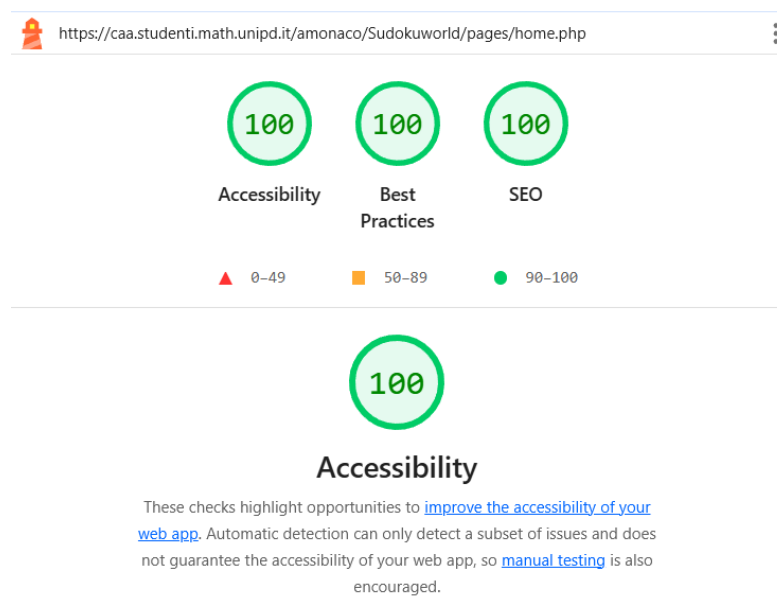 https://caa.studenti.math.unipd.it/amonaco/Sudokuworld/pages/home.php
100 100 100
Accessibility Best Practices SEO
0–49 50–89 90–100
100
Accessibility
These checks highlight opportunities to improve the accessibility of your
web app. Automatic detection can only detect a subset of issues and does
not guarantee the accessibility of your web app, so manual testing is also
encouraged.